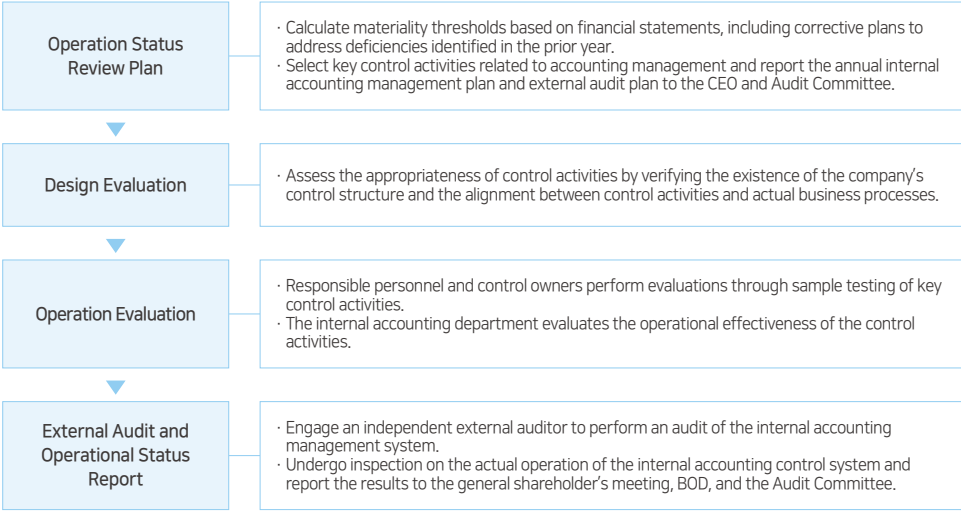 Operation Status
Review Plan
· Calculate materiality thresholds based on financial statements, including corrective plans to
address deficiencies identified in the prior year.
· Select key control activities related to accounting management and report the annual internal
accounting management plan and external audit plan to the CEO and Audit Committee.
Design Evaluation
· Assess the appropriateness of control activities by verifying the existence of the company's
control structure and the alignment between control activities and actual business processes.
Operation Evaluation
· Responsible personnel and control owners perform evaluations through sample testing of key
control activities.
· The internal accounting department evaluates the operational effectiveness of the control
activities.
External Audit and
Operational Status
Report
· Engage an independent external auditor to perform an audit of the internal accounting
management system.
· Undergo inspection on the actual operation of the internal accounting control system and
report the results to the general shareholder's meeting, BOD, and the Audit Committee.